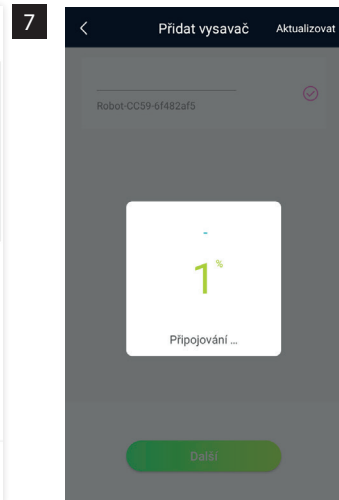 7
Přidat vysavač Aktualizovat
Robot-CC59-6f482af5
1 %
Připojování ...
Další